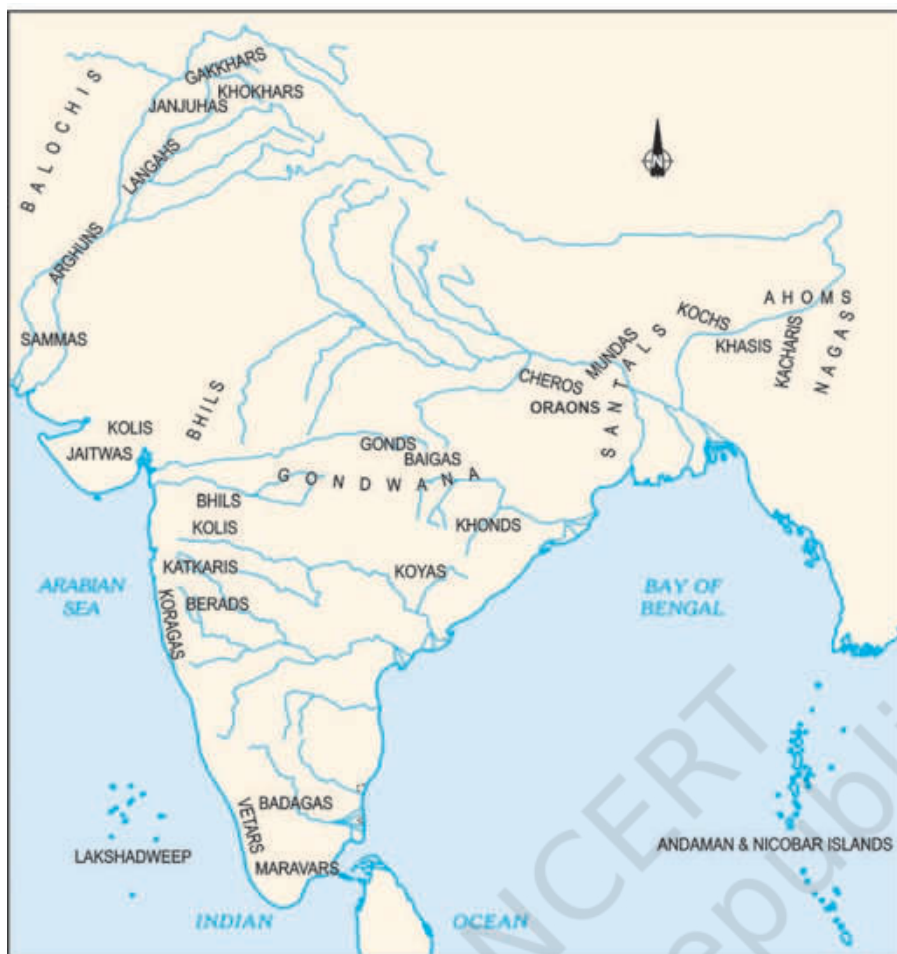 GAKKHARS
KHOKHARS
JANJUHAS
BALOCHIS
LANGAHS
ARGHUNS
SAMMAS
N
AHOMS
KOCHS
KHASIS
KACHARIS
NAGAS
MUNDAS
SANTALS
CHEROS
ORAONS
BHILS
KOLIS
JAITWAS
GONDS
BAIGAS
GONDWANA
BHILS
KOLIS
KHONDS
KATKARIS
KOYAS
BERADS
KORAGAS
ARABIAN
SEA
BAY OF
BENGAL
BADAGAS
VETARS
MARAVARS
LAKSHADWEEP
ANDAMAN & NICOBAR ISLANDS
INDIAN
OCEAN
NCERT